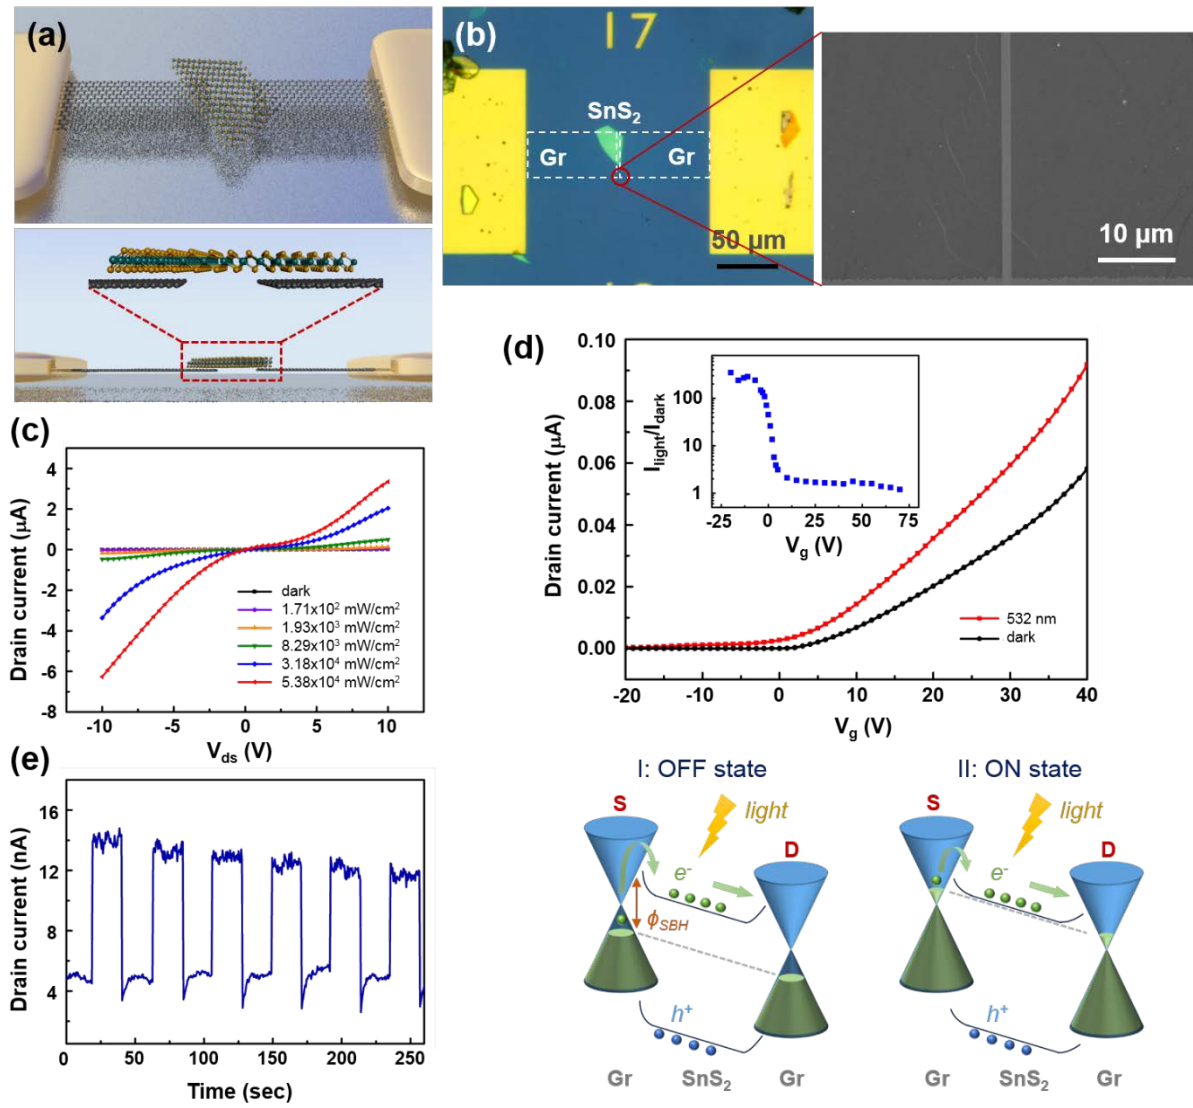 (a)
(b)
17
SnS2
Gr
Gr
50 µm
10 µm
(c)
Drain current (µA)
4
2
0
-2
-4
-6
-8
dark
1.71x10² mW/cm²
1.93x10³ mW/cm²
8.29x10³ mW/cm²
3.18x10⁴ mW/cm²
5.38x10⁴ mW/cm²
-10
-5
0
5
10
Vds (V)
(d)
Drain current (µA)
0.10
0.08
0.06
0.04
0.02
0.00
Ilight/Idark
100
10
1
-25
0
25
50
75
Vg (V)
532 nm
dark
-20
-10
0
10
20
30
40
Vg (V)
(e)
Drain current (nA)
16
12
8
4
0
50
100
150
200
250
Time (sec)
I: OFF state
S
light
D
e-
ϕSBH
h+
Gr
SnS2
Gr
II: ON state
S
light
D
e-
h+
Gr
SnS2
Gr